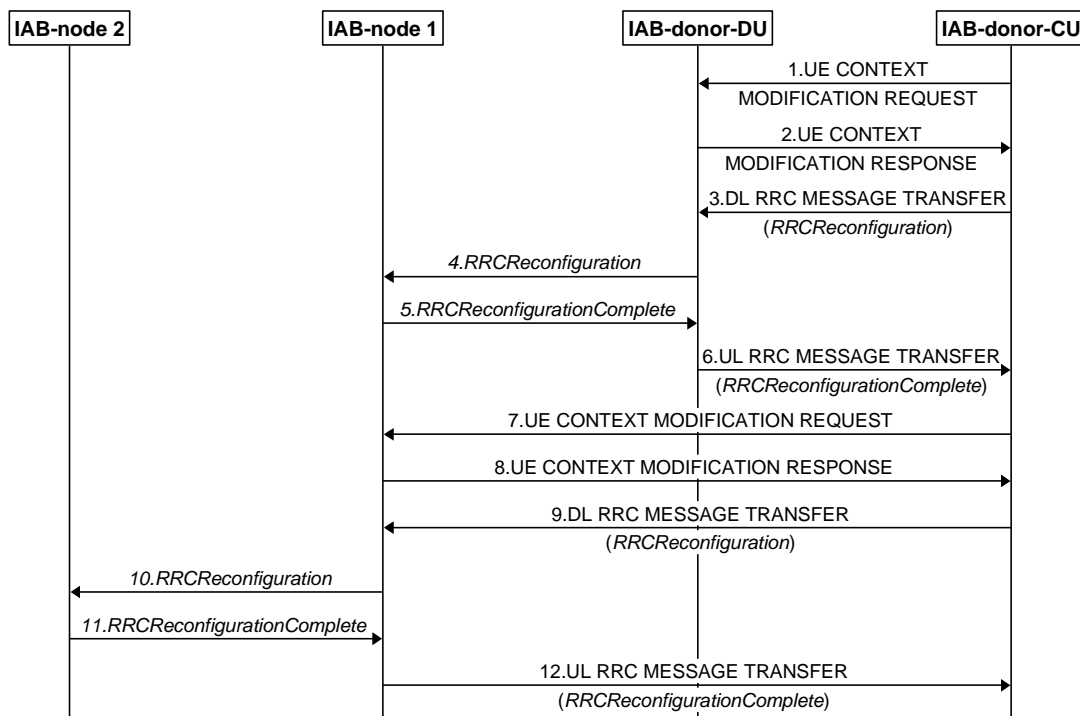 IAB-node 2
IAB-node 1
IAB-donor-DU
IAB-donor-CU
1.UE CONTEXT
MODIFICATION REQUEST
2.UE CONTEXT
MODIFICATION RESPONSE
3.DL RRC MESSAGE TRANSFER
(RRCReconfiguration)
4.RRCReconfiguration
5.RRCReconfigurationComplete
6.UL RRC MESSAGE TRANSFER
(RRCReconfigurationComplete)
7.UE CONTEXT MODIFICATION REQUEST
8.UE CONTEXT MODIFICATION RESPONSE
9.DL RRC MESSAGE TRANSFER
(RRCReconfiguration)
10.RRCReconfiguration
11.RRCReconfigurationComplete
12.UL RRC MESSAGE TRANSFER
(RRCReconfigurationComplete)